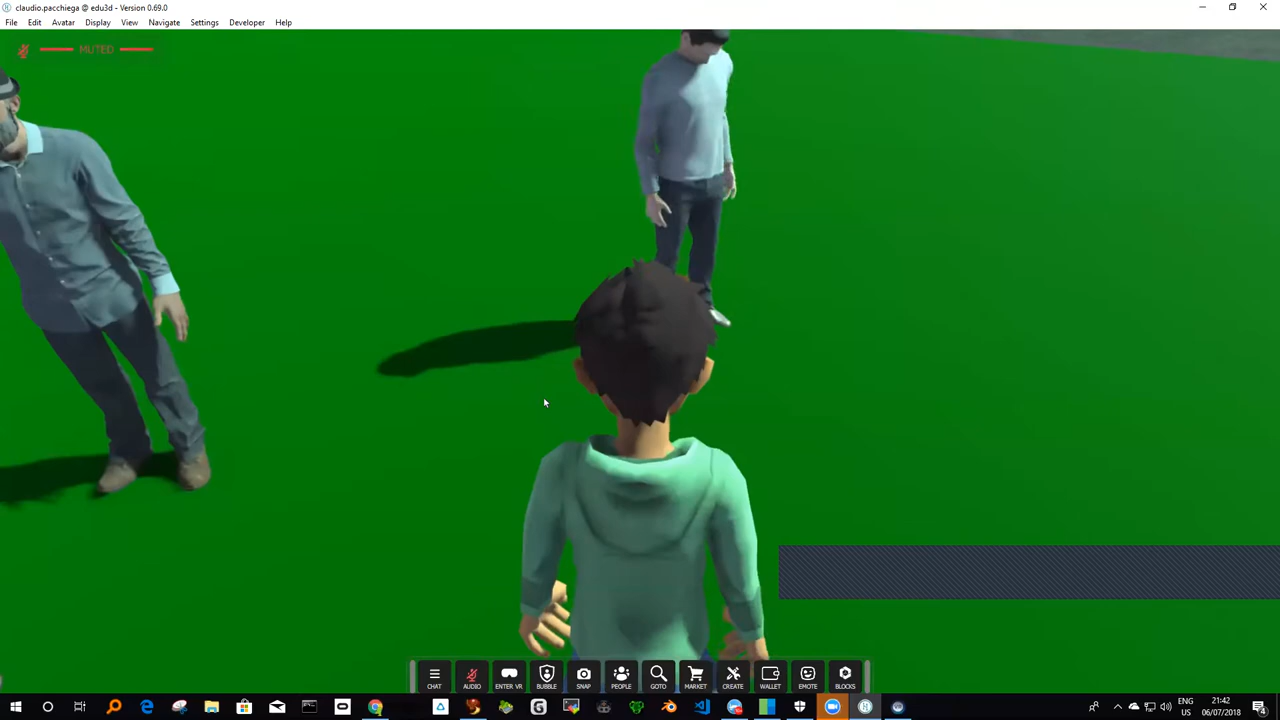 claudio.pacchiega @ edu3d - Version 0.69.0
File Edit Avatar Display View Navigate Settings Developer Help
MUTED
CHAT AUDIO ENTER VR BUBBLE SNAP PEOPLE GOTO MARKET CREATE WALLET EMOTE BLOCKS
ENG 21:42
US 06/07/2018